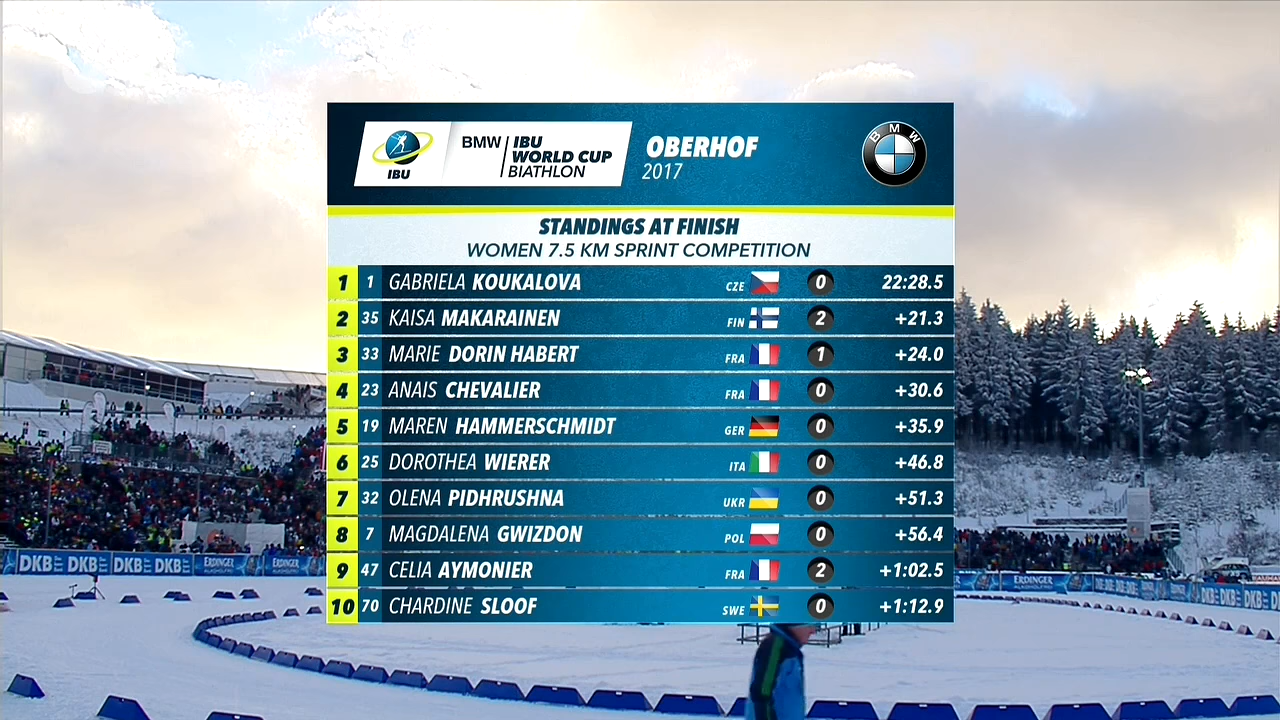 IBU
BMW IBU WORLD CUP BIATHLON
OBERHOF
2017
BMW
STANDINGS AT FINISH
WOMEN 7.5 KM SPRINT COMPETITION
1 1 GABRIELA KOUKALOVA CZE 0 22:28.5
2 35 KAISA MAKARAINEN FIN 2 +21.3
3 33 MARIE DORIN HABERT FRA 1 +24.0
4 23 ANAIS CHEVALIER FRA 0 +30.6
5 19 MAREN HAMMERSCHMIDT GER 0 +35.9
6 25 DOROTHEA WIERER ITA 0 +46.8
7 32 OLENA PIDHRUSHNA UKR 0 +51.3
8 7 MAGDALENA GWIZDON POL 0 +56.4
9 47 CELIA AYMONIER FRA 2 +1:02.5
10 70 CHARDINE SLOOF SWE 0 +1:12.9
DKB DKB DKB DKB ERDINGER ERDINGER ERDINGER